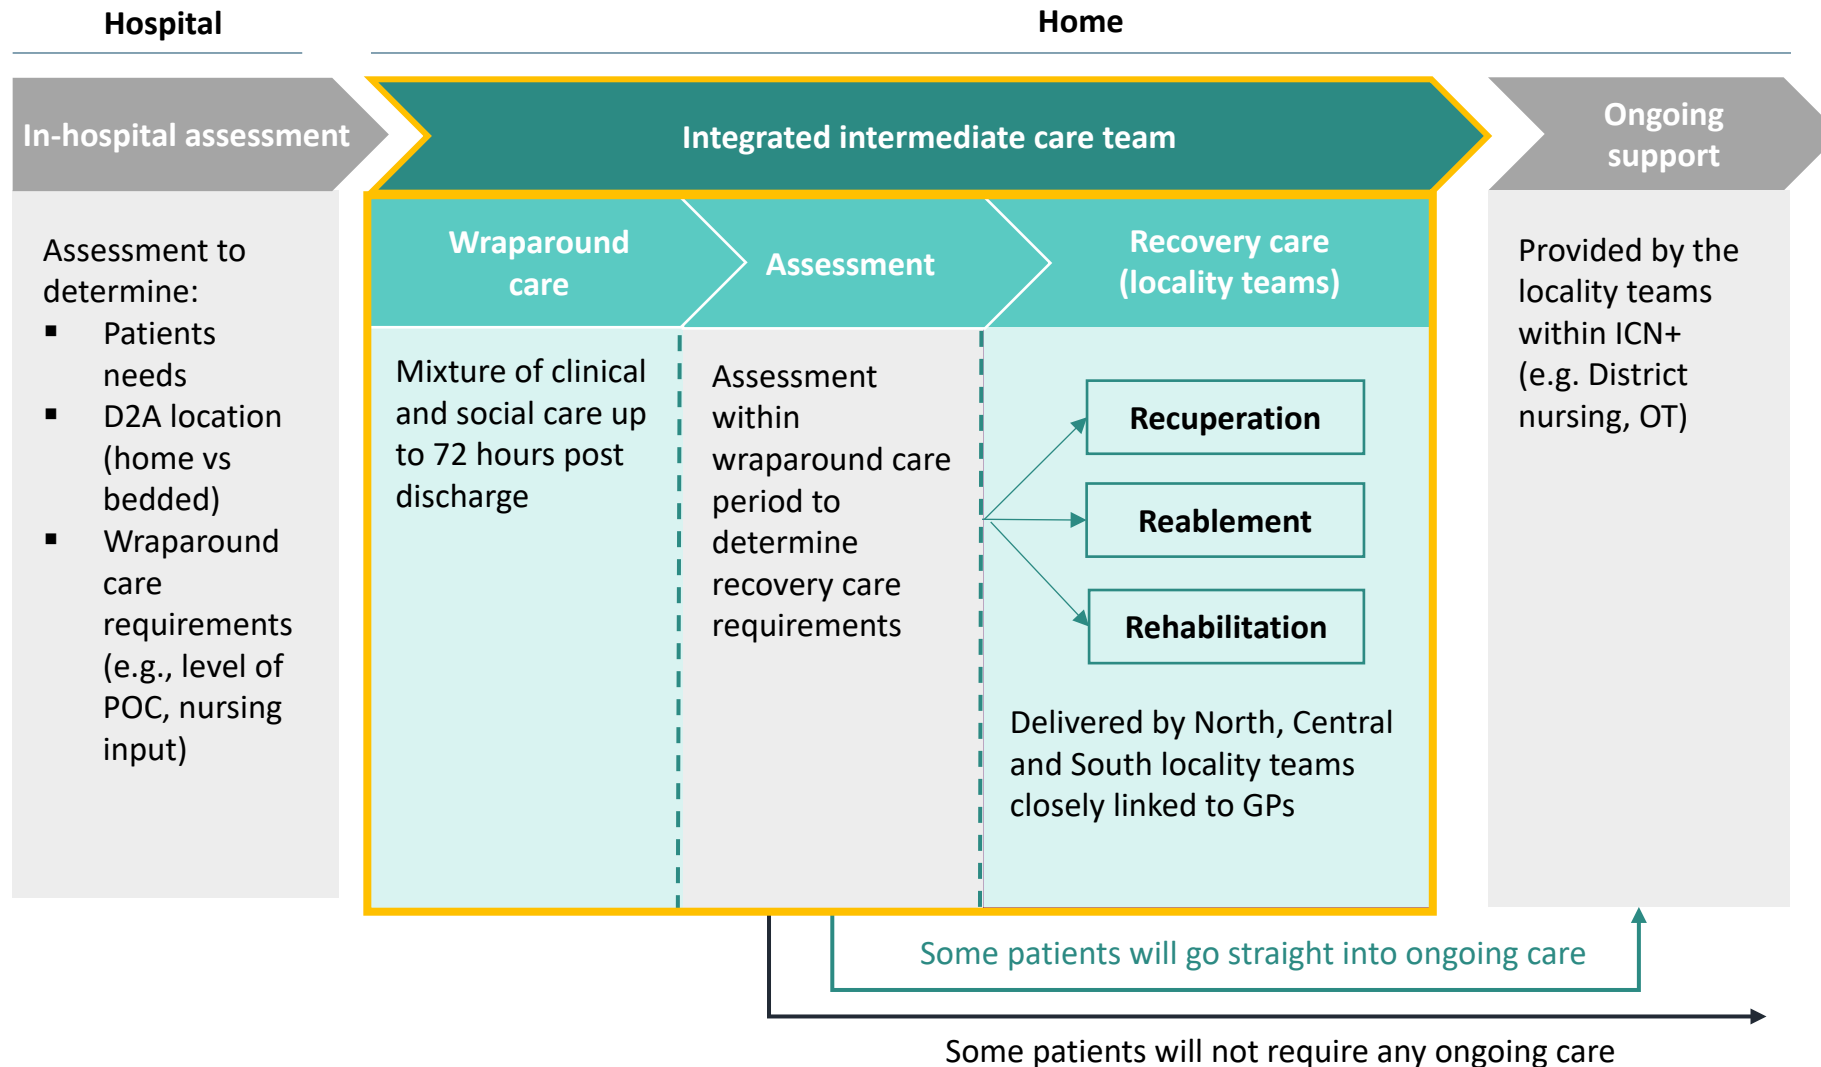 Hospital
Home
In-hospital assessment
Integrated intermediate care team
Ongoing
support
Assessment to
determine:
▪ Patients
needs
▪ D2A location
(home vs
bedded)
▪ Wraparound
care
requirements
(e.g., level of
POC, nursing
input)
Wraparound
care
Mixture of clinical
and social care up
to 72 hours post
discharge
Assessment
Assessment
within
wraparound care
period to
determine
recovery care
requirements
Recovery care
(locality teams)
Recuperation
Reablement
Rehabilitation
Delivered by North, Central
and South locality teams
closely linked to GPs
Provided by the
locality teams
within ICN+
(e.g. District
nursing, OT)
Some patients will go straight into ongoing care
Some patients will not require any ongoing care